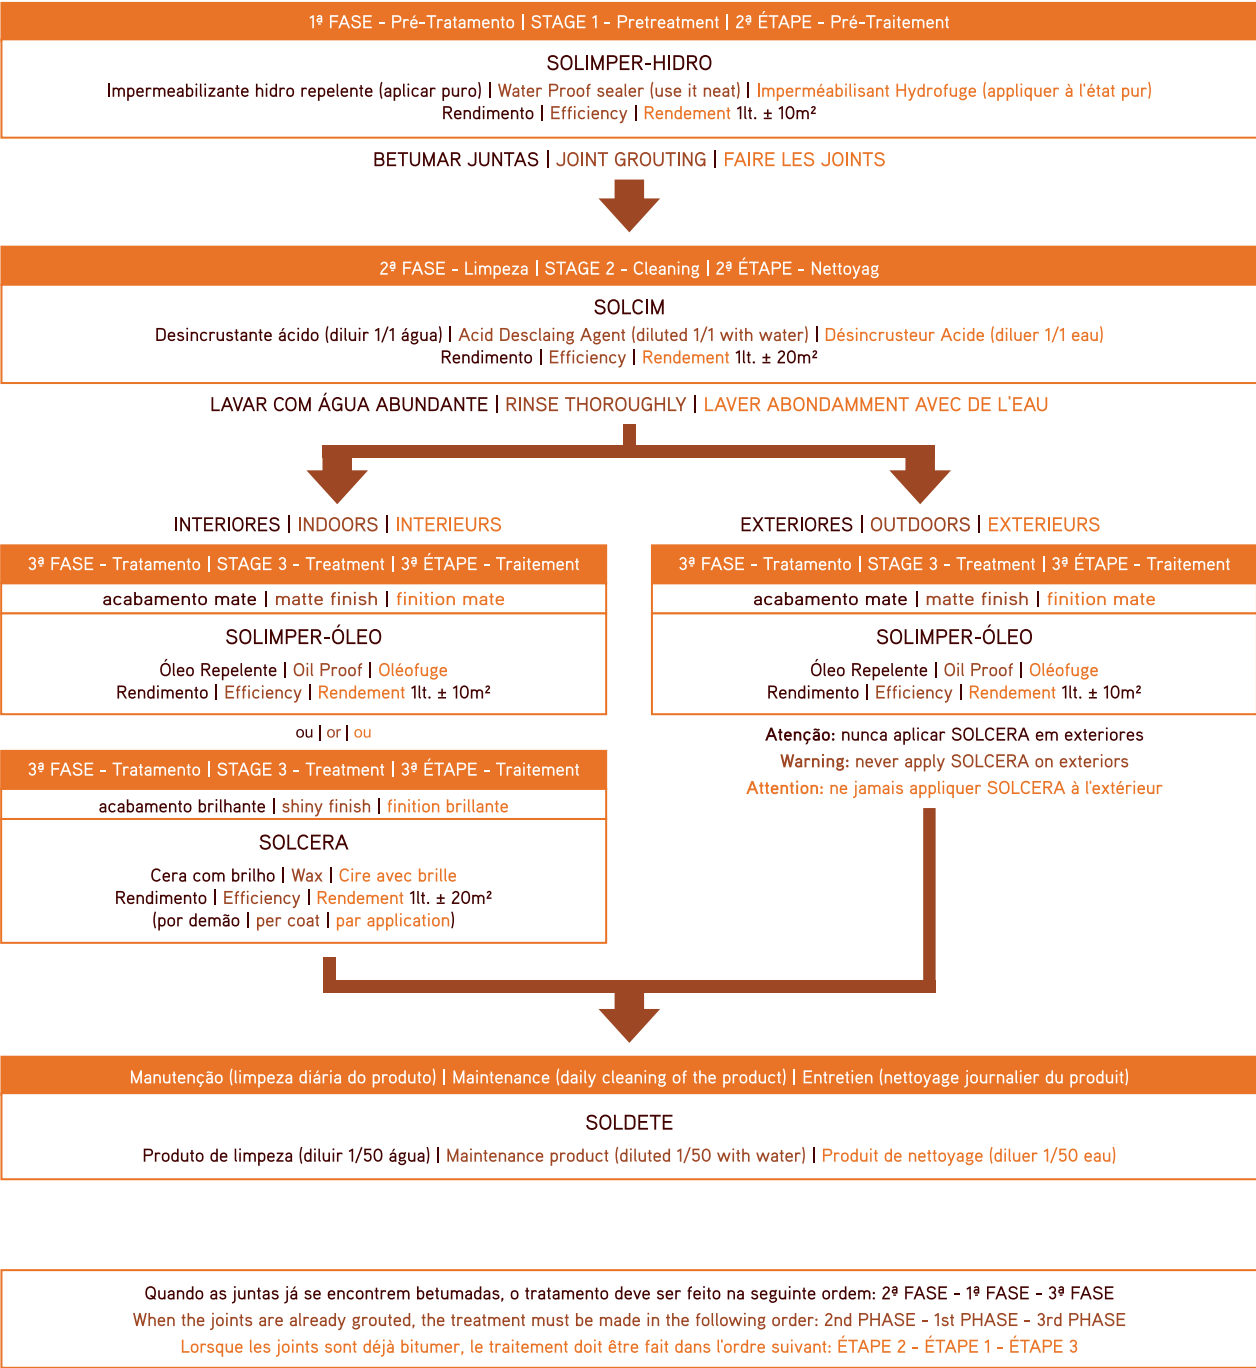 1ª FASE - Pré-Tratamento | STAGE 1 - Pretreatment | 2ª ÉTAPE - Pré-Traitement
SOLIMPER-HIDRO
Impermeabilizante hidro repelente (aplicar puro) | Water Proof sealer (use it neat) | Imperméabilisant Hydrofuge (appliquer à l'état pur)
Rendimento | Efficiency | Rendement 1lt. ± 10m²
BETUMAR JUNTAS | JOINT GROUTING | FAIRE LES JOINTS
2ª FASE - Limpeza | STAGE 2 - Cleaning | 2ª ÉTAPE - Nettoyag
SOLCIM
Desincrustante ácido (diluir 1/1 água) | Acid Desclaing Agent (diluted 1/1 with water) | Désincrusteur Acide (diluer 1/1 eau)
Rendimento | Efficiency | Rendement 1lt. ± 20m²
LAVAR COM ÁGUA ABUNDANTE | RINSE THOROUGHLY | LAVER ABONDAMMENT AVEC DE L'EAU
INTERIORES | INDOORS | INTERIEURS
3ª FASE - Tratamento | STAGE 3 - Treatment | 3ª ÉTAPE - Traitement
acabamento mate | matte finish | finition mate
SOLIMPER-ÓLEO
Óleo Repelente | Oil Proof | Oléofuge
Rendimento | Efficiency | Rendement 1lt. ± 10m²
ou | or | ou
3ª FASE - Tratamento | STAGE 3 - Treatment | 3ª ÉTAPE - Traitement
acabamento brilhante | shiny finish | finition brillante
SOLCERA
Cera com brilho | Wax | Cire avec brille
Rendimento | Efficiency | Rendement 1lt. ± 20m²
(por demão | per coat | par application)
EXTERIORES | OUTDOORS | EXTERIEURS
3ª FASE - Tratamento | STAGE 3 - Treatment | 3ª ÉTAPE - Traitement
acabamento mate | matte finish | finition mate
SOLIMPER-ÓLEO
Óleo Repelente | Oil Proof | Oléofuge
Rendimento | Efficiency | Rendement 1lt. ± 10m²
Atenção: nunca aplicar SOLCERA em exteriores
Warning: never apply SOLCERA on exteriors
Attention: ne jamais appliquer SOLCERA à l'extérieur
Manutenção (limpeza diária do produto) | Maintenance (daily cleaning of the product) | Entretien (nettoyage journalier du produit)
SOLDETE
Produto de limpeza (diluir 1/50 água) | Maintenance product (diluted 1/50 with water) | Produit de nettoyage (diluer 1/50 eau)
Quando as juntas já se encontrem betumadas, o tratamento deve ser feito na seguinte ordem: 2ª FASE - 1ª FASE - 3ª FASE
When the joints are already grouted, the treatment must be made in the following order: 2nd PHASE - 1st PHASE - 3rd PHASE
Lorsque les joints sont déjà bitumer, le traitement doit être fait dans l'ordre suivant: ÉTAPE 2 - ÉTAPE 1 - ÉTAPE 3